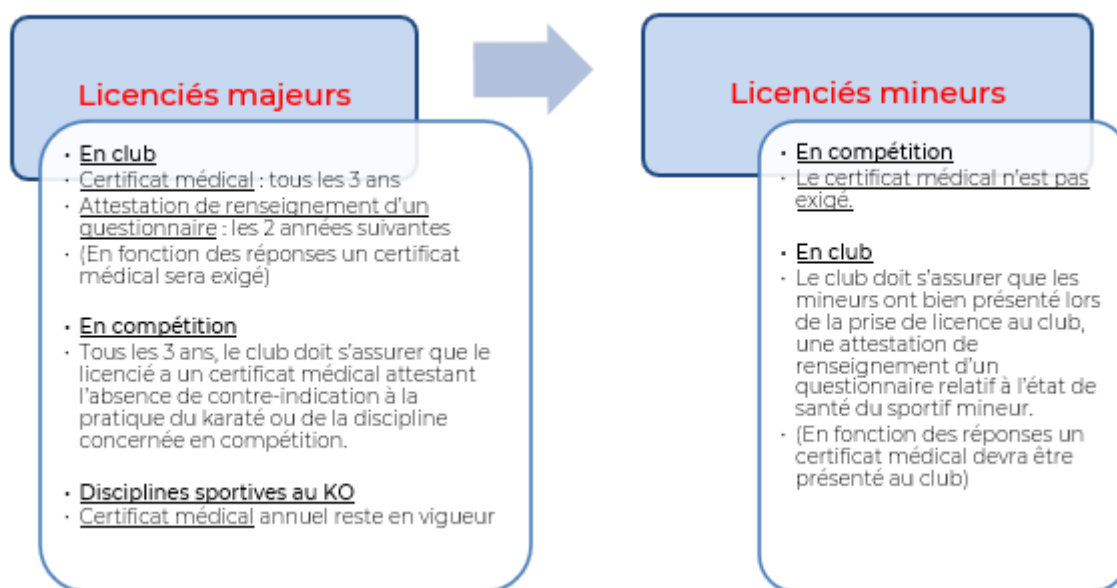 Licenciés majeurs
• En club
• Certificat médical : tous les 3 ans
• Attestation de renseignement d'un
questionnaire : les 2 années suivantes
• (En fonction des réponses un certificat
médical sera exigé)
• En compétition
• Tous les 3 ans, le club doit s'assurer que le
licencié a un certificat médical attestant
l'absence de contre-indication à la
pratique du karaté ou de la discipline
concernée en compétition.
• Disciplines sportives au KO
• Certificat médical annuel reste en vigueur
Licenciés mineurs
• En compétition
• Le certificat médical n'est pas
exigé.
• En club
• Le club doit s'assurer que les
mineurs ont bien présenté lors
de la prise de licence au club,
une attestation de
renseignement d'un
questionnaire relatif à l'état de
santé du sportif mineur.
• (En fonction des réponses un
certificat médical devra être
présenté au club)